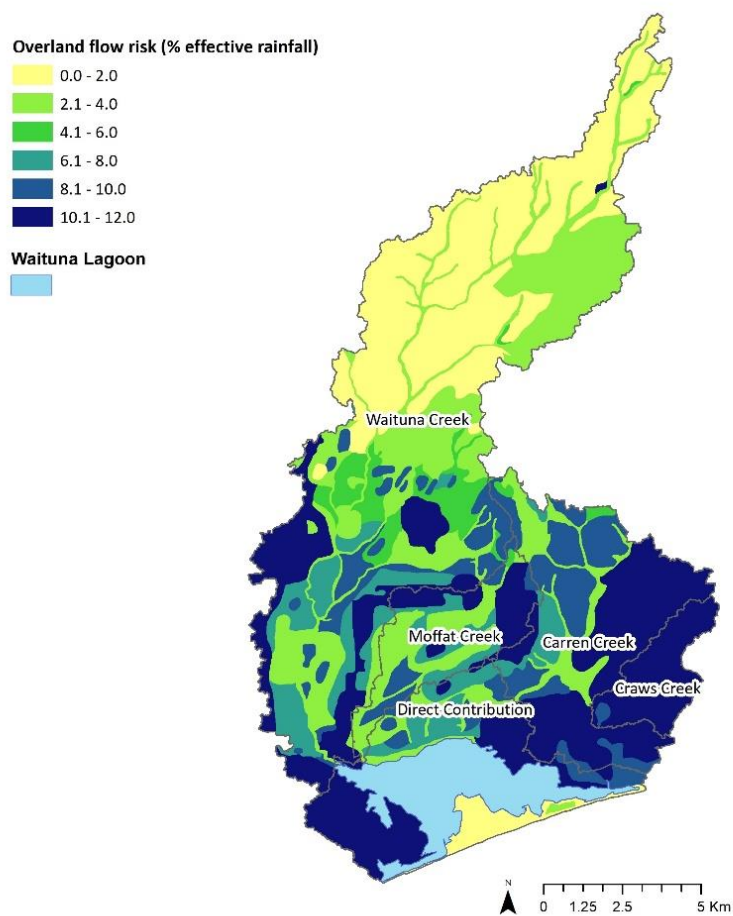 Overland flow risk (% effective rainfall)
0.0 - 2.0
2.1 - 4.0
4.1 - 6.0
6.1 - 8.0
8.1 - 10.0
10.1 - 12.0
Waituna Lagoon
Waituna Creek
Moffat Creek
Carren Creek
Craws Creek
Direct Contribution
N
0 1.25 2.5 5 Km